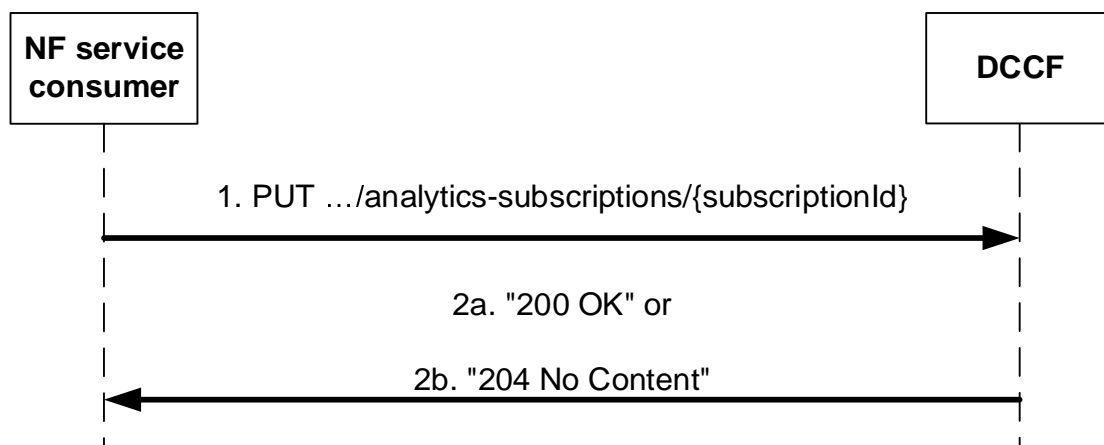 NF service
consumer
DCCF
1. PUT …/analytics-subscriptions/{subscriptionId}
2a. "200 OK" or
2b. "204 No Content"